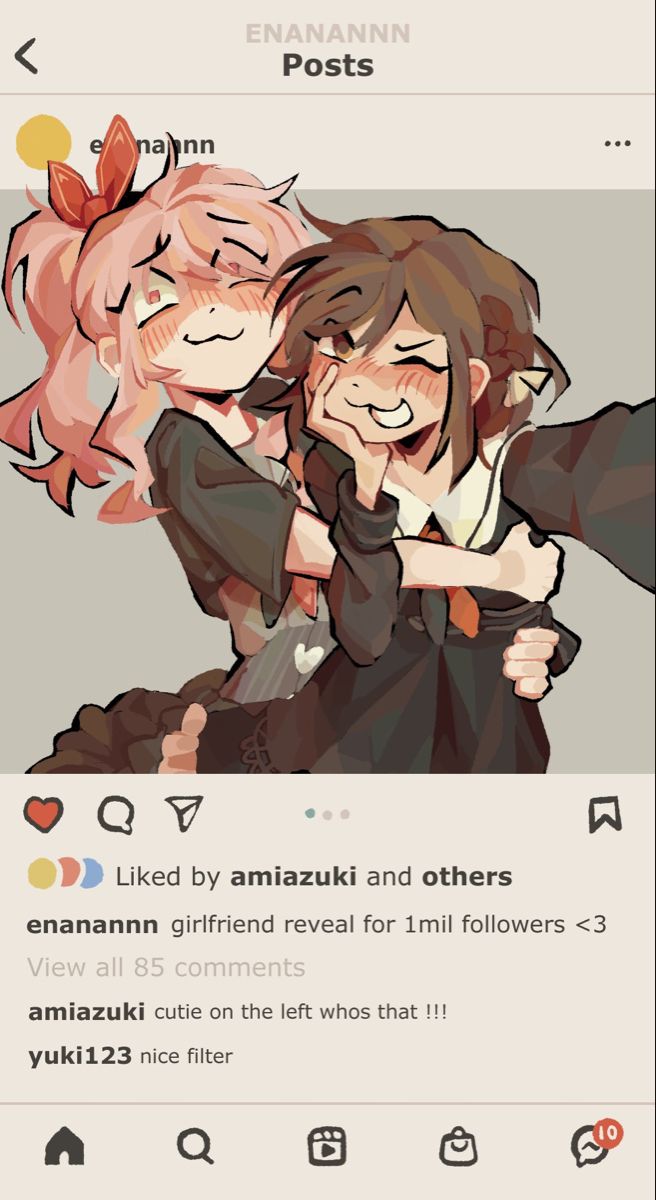 ENANANNN
Posts
enanannn
Liked by amiazuki and others
enanannn girlfriend reveal for 1mil followers <3
View all 85 comments
amiazuki cutie on the left whos that !!!
yuki123 nice filter
10